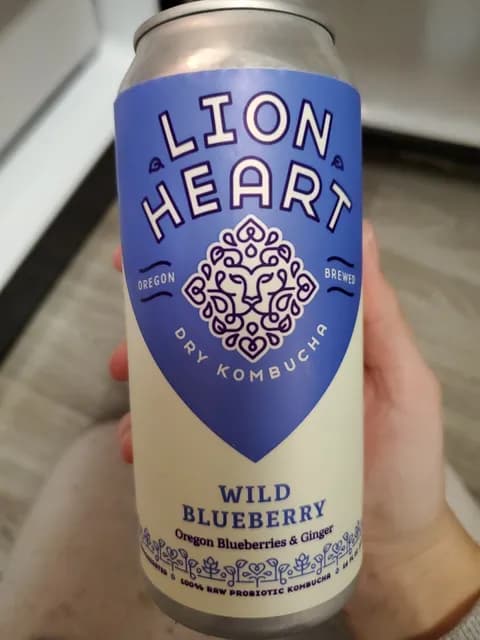 LION
HEART
OREGON
BREWED
DRY KOMBUCHA
WILD
BLUEBERRY
Oregon Blueberries & Ginger
100% RAW PROBIOTIC KOMBUCHA